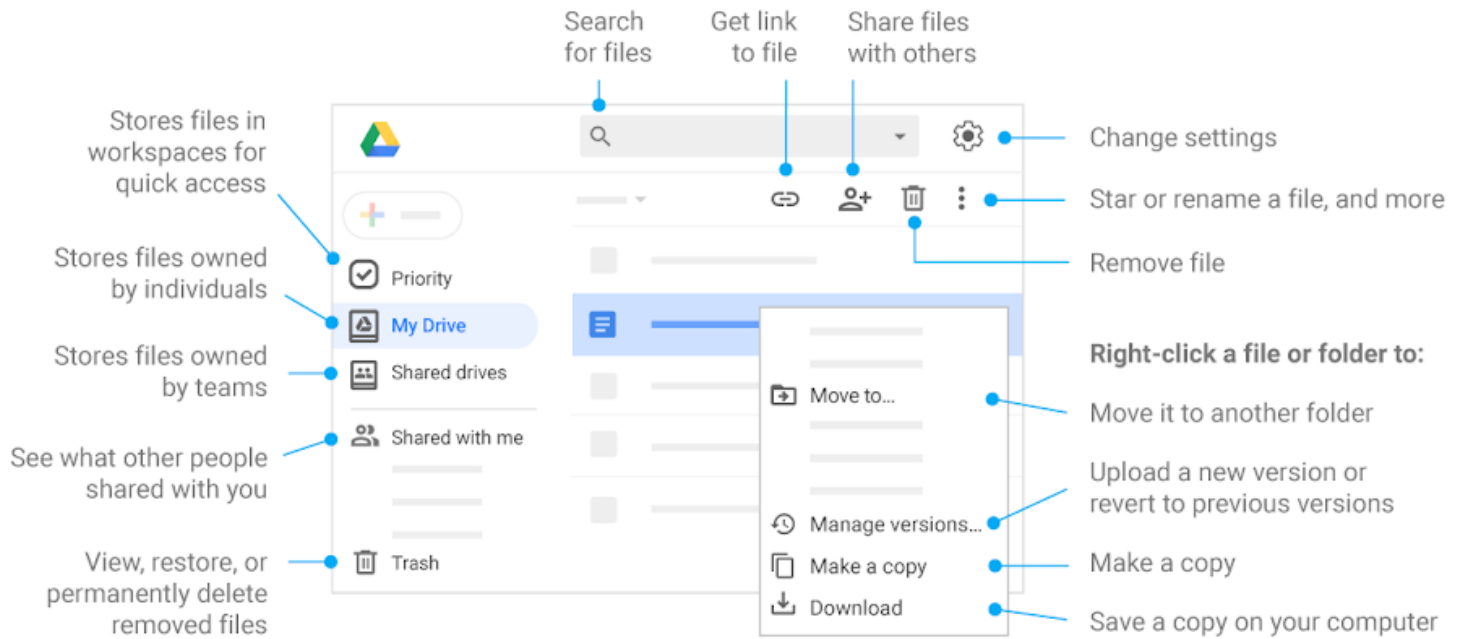 Search
for files
Get link
to file
Share files
with others
Stores files in
workspaces for
quick access
Stores files owned
by individuals
Stores files owned
by teams
See what other people
shared with you
View, restore, or
permanently delete
removed files
Priority
My Drive
Shared drives
Shared with me
Trash
Move to...
Manage versions...
Make a copy
Download
Change settings
Star or rename a file, and more
Remove file
Right-click a file or folder to:
Move it to another folder
Upload a new version or
revert to previous versions
Make a copy
Save a copy on your computer